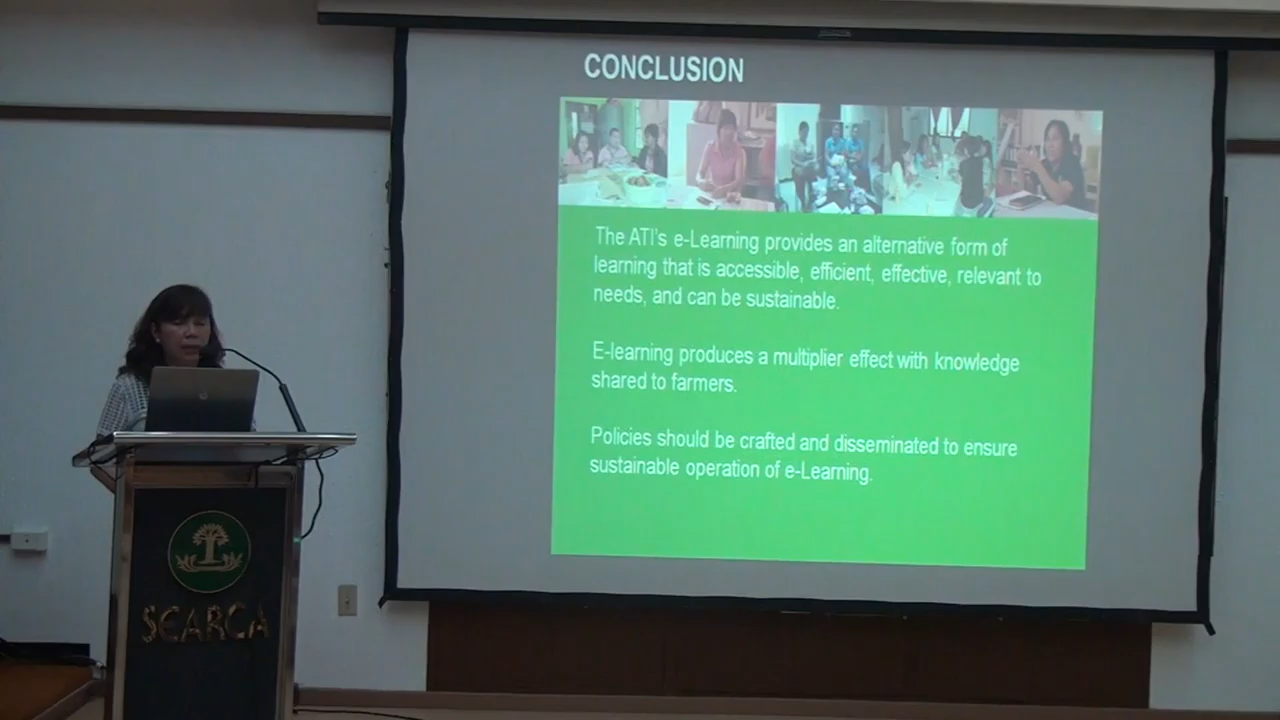 CONCLUSION
The ATI's e-Learning provides an alternative form of
learning that is accessible, efficient, effective, relevant to
needs, and can be sustainable.
E-learning produces a multiplier effect with knowledge
shared to farmers.
Policies should be crafted and disseminated to ensure
sustainable operation of e-Learning.
SEARCA